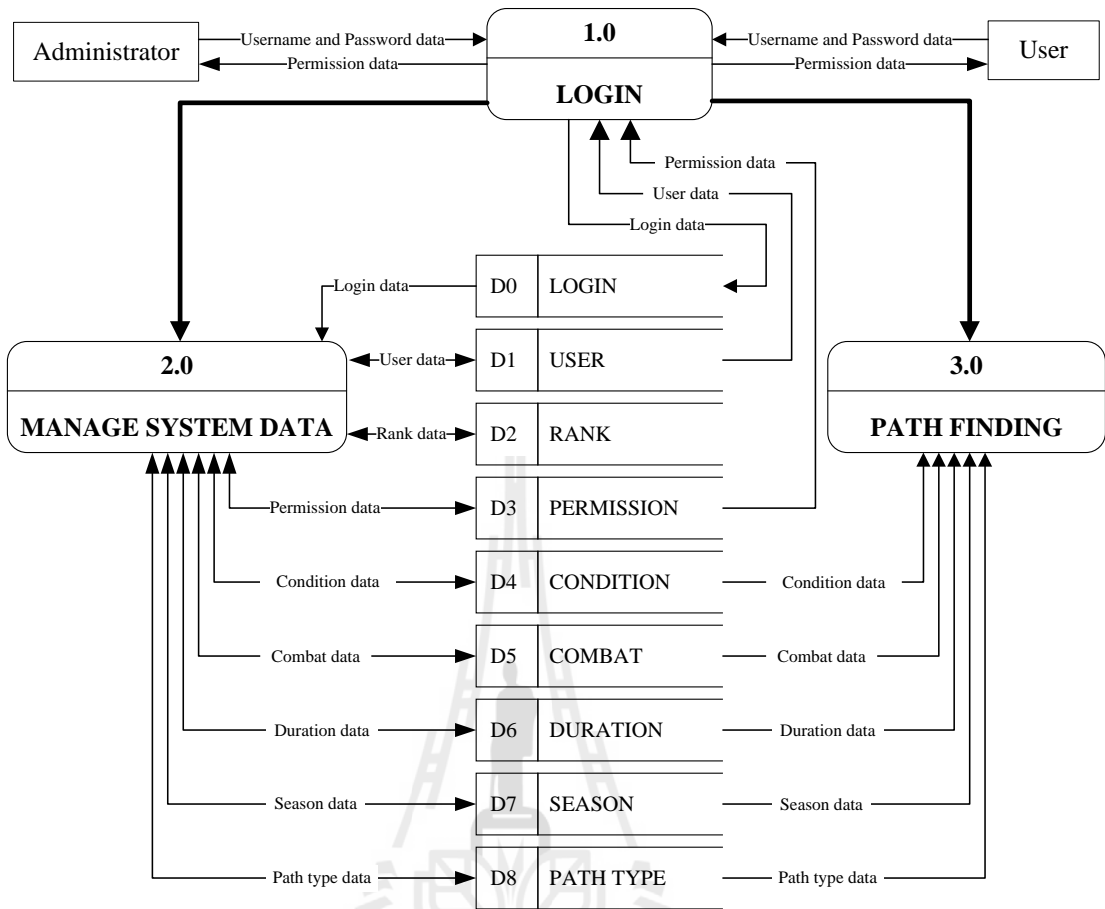 1.0
Administrator
Username and Password data
Username and Password data
User
Permission data
Permission data
LOGIN
Permission data
User data
Login data
Login data
D0 LOGIN
2.0
User data
D1 USER
3.0
MANAGE SYSTEM DATA
Rank data
D2 RANK
PATH FINDING
Permission data
D3 PERMISSION
Condition data
D4 CONDITION
Condition data
Combat data
D5 COMBAT
Combat data
Duration data
D6 DURATION
Duration data
Season data
D7 SEASON
Season data
Path type data
D8 PATH TYPE
Path type data